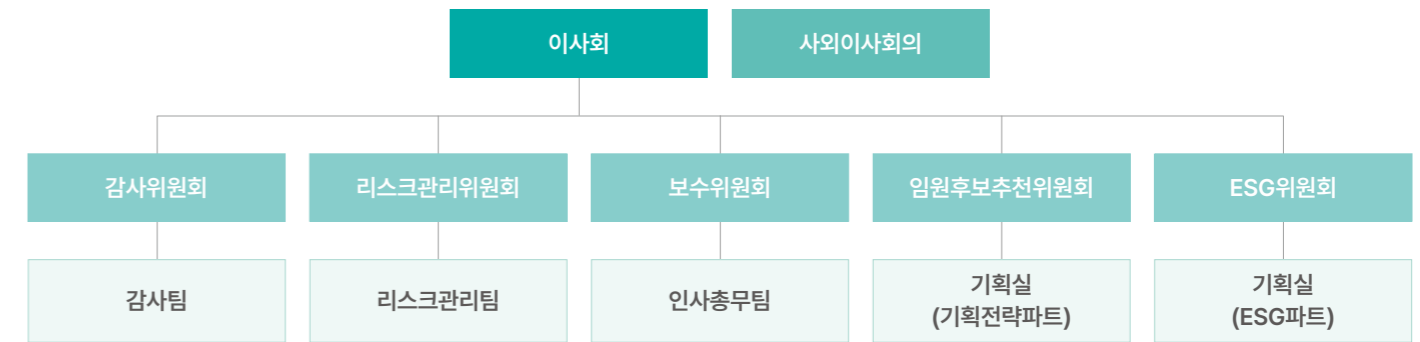 이사회
사외이사회의
감사위원회
리스크관리위원회
보수위원회
임원후보추천위원회
ESG위원회
감사팀
리스크관리팀
인사총무팀
기획실
(기획전략파트)
기획실
(ESG파트)